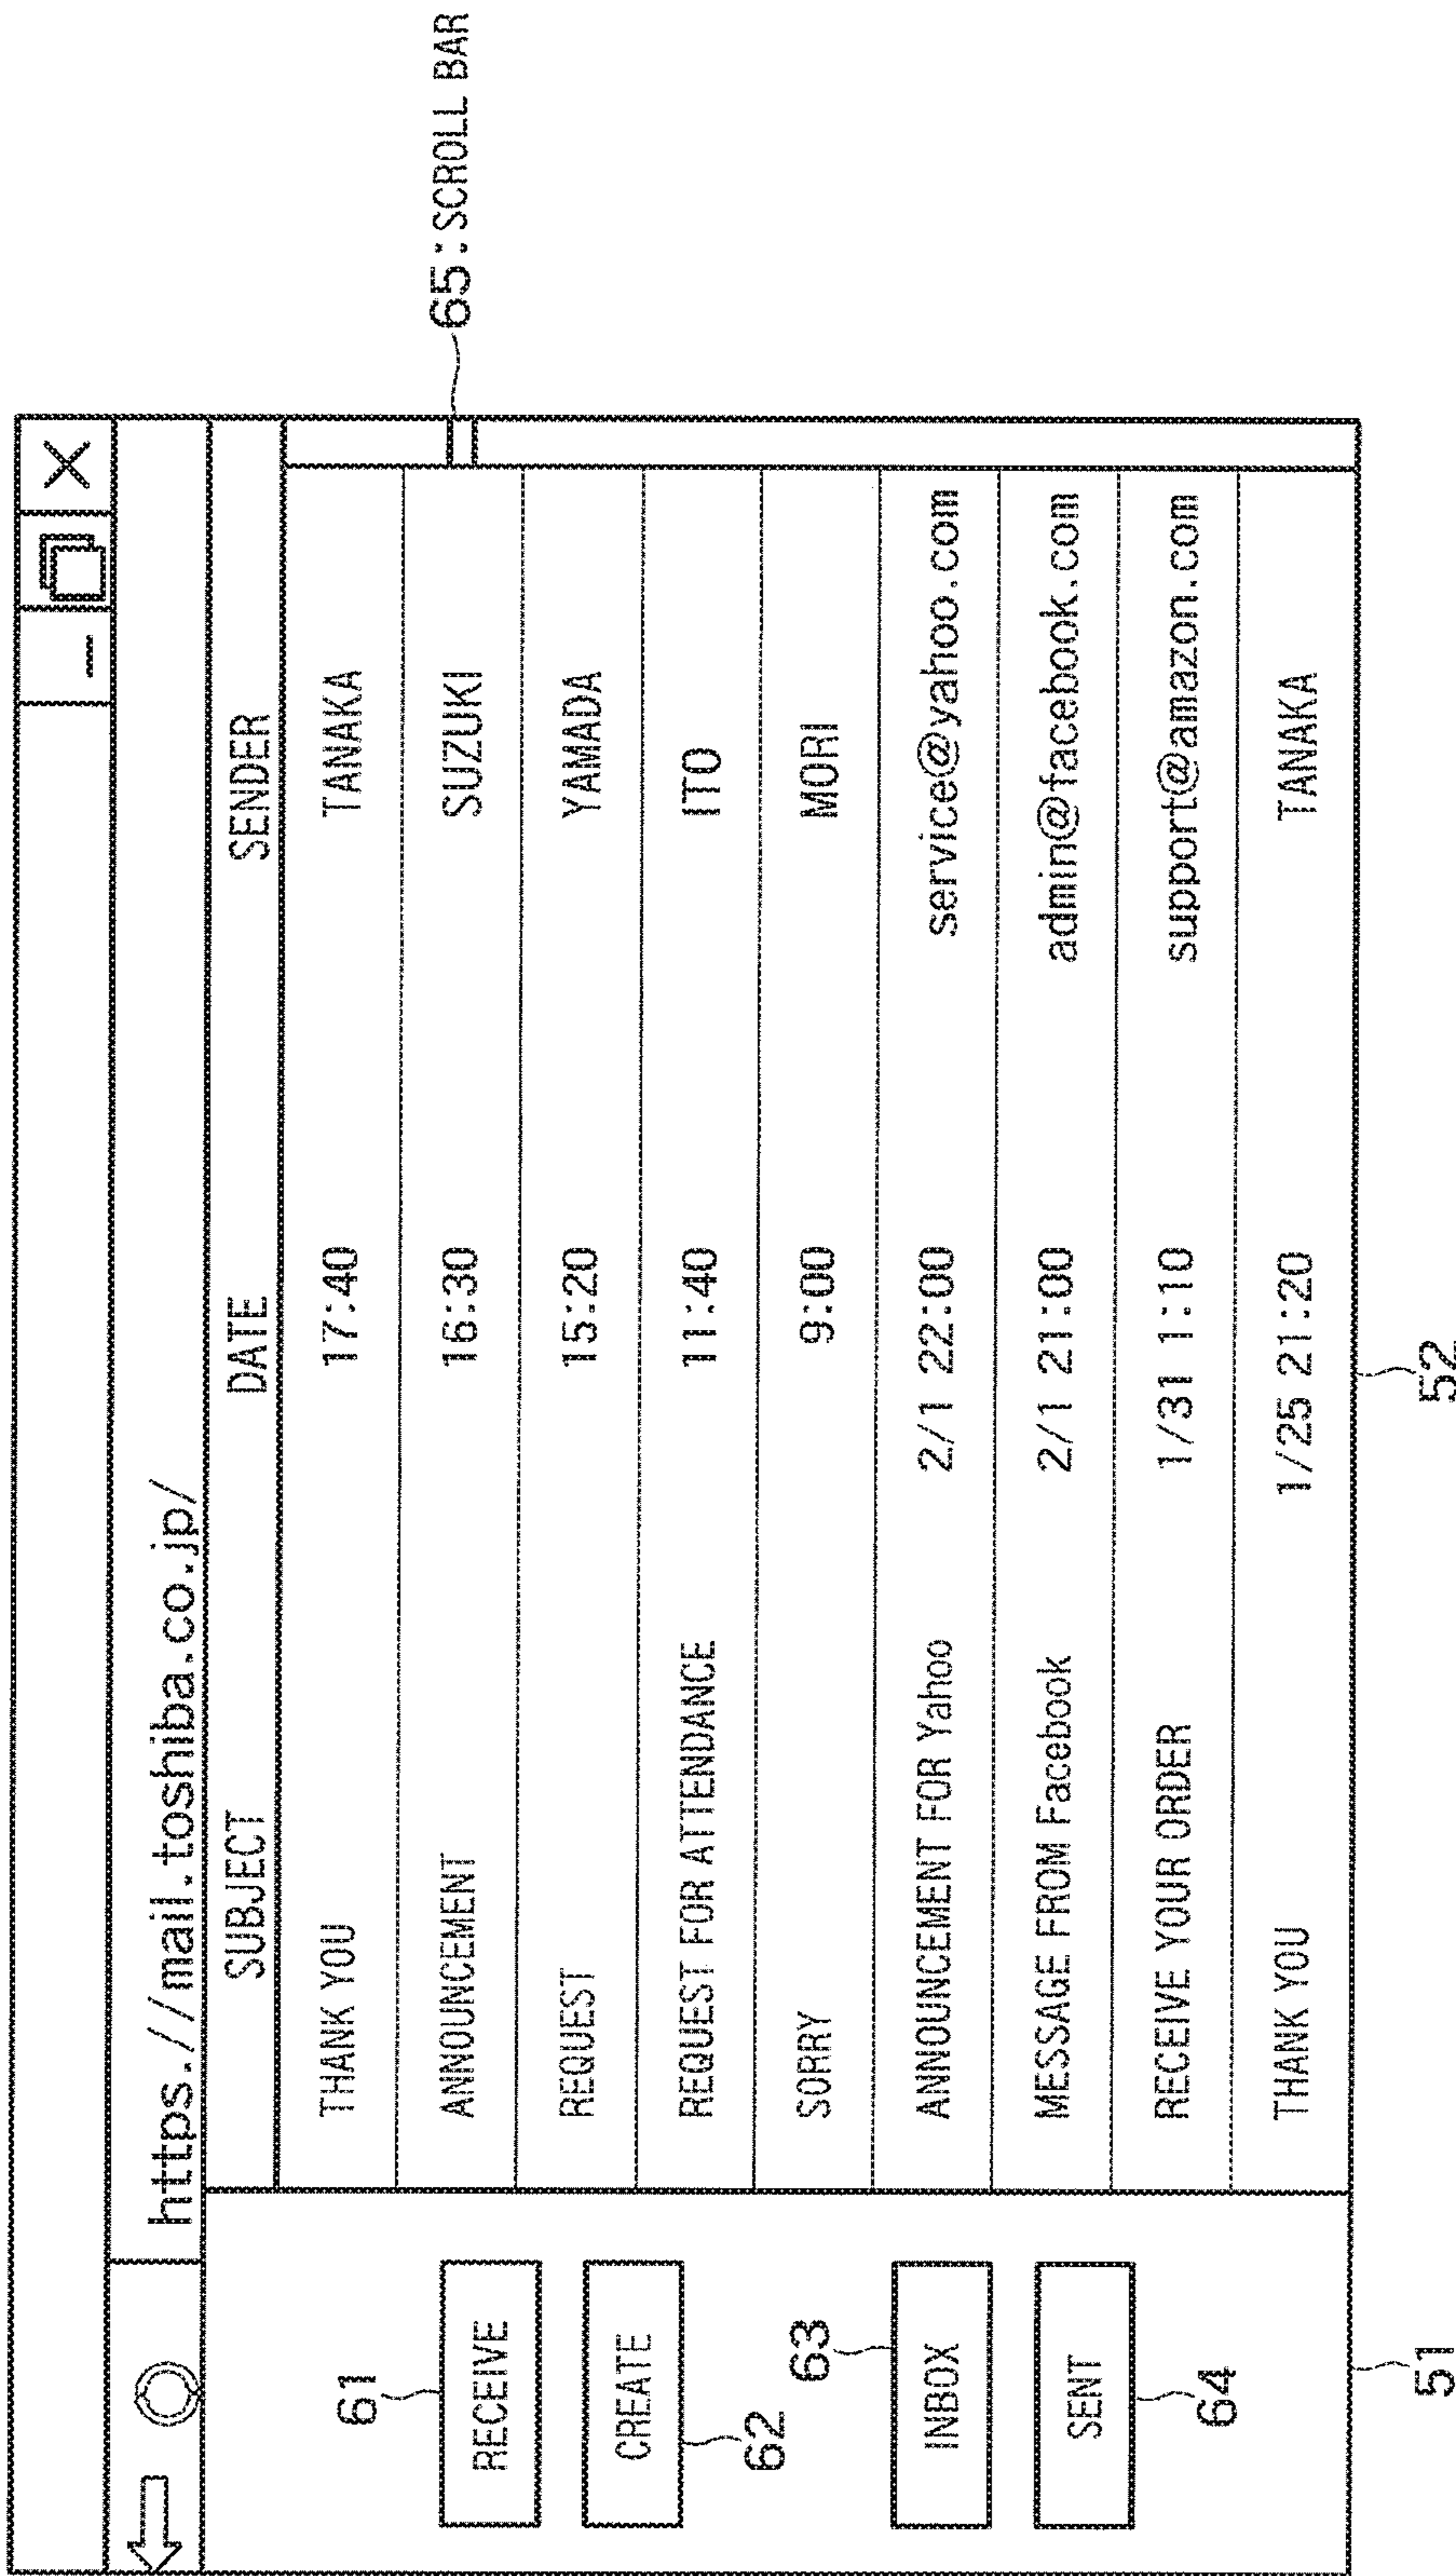 https://mail.toshiba.co.jp/
SUBJECT DATE SENDER
THANK YOU 17:40 TANAKA
ANNOUNCEMENT 16:30 SUZUKI
REQUEST 15:20 YAMADA
REQUEST FOR ATTENDANCE 11:40 ITO
SORRY 9:00 MORI
ANNOUNCEMENT FOR Yahoo 2/1 22:00 service@yahoo.com
MESSAGE FROM Facebook 2/1 21:00 admin@facebook.com
RECEIVE YOUR ORDER 1/31 1:10 support@amazon.com
THANK YOU 1/25 21:20 TANAKA
61
RECEIVE
CREATE
62
63
INBOX
SENT
64
65:SCROLL BAR
51
52